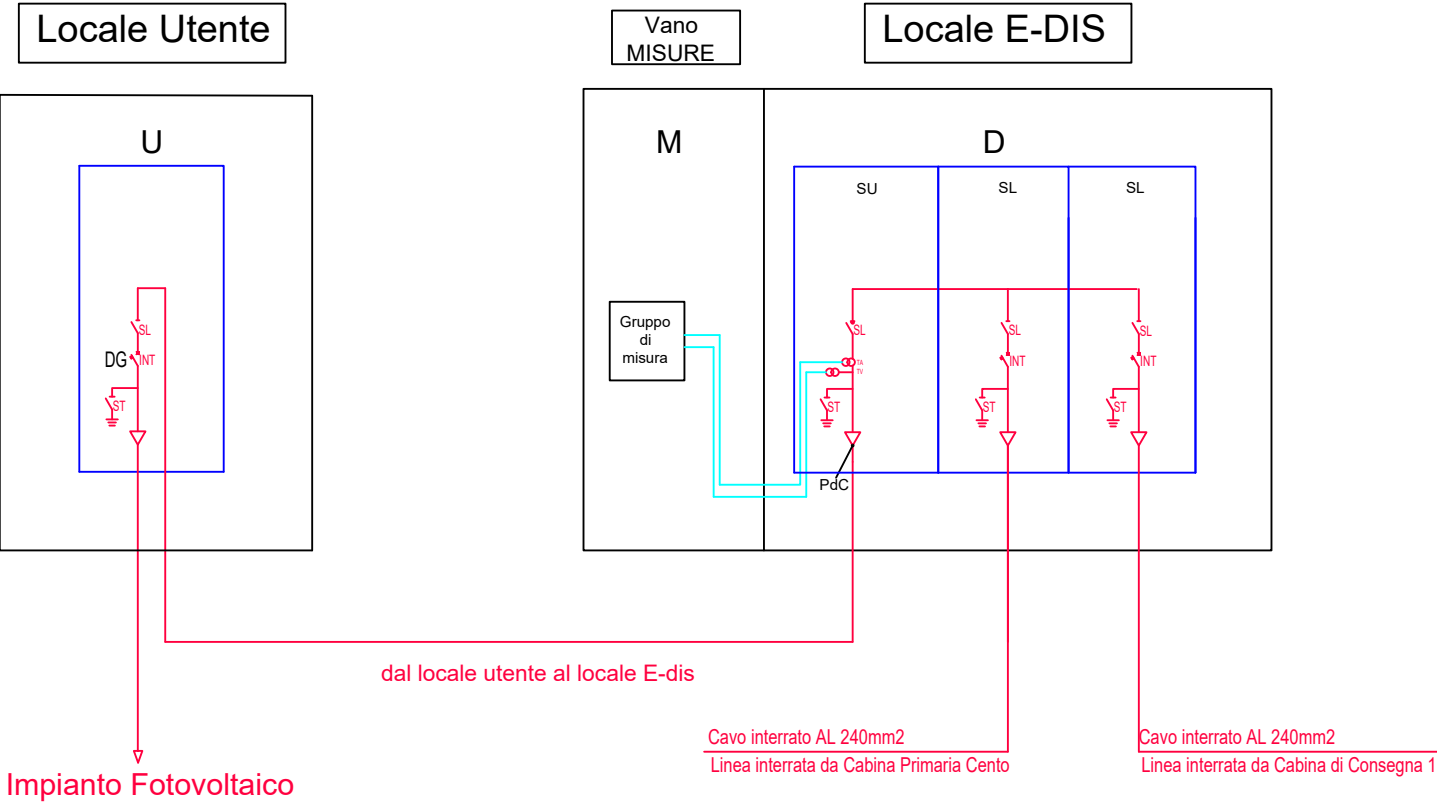 Locale Utente
Vano
MISURE
Locale E-DIS
U
M
D
SU
SL
SL
SL
DG
INT
ST
Gruppo
di
misura
SL
TA
TV
ST
PdC
SL
INT
ST
SL
INT
ST
dal locale utente al locale E-dis
Cavo interrato AL 240mm2
Linea interrata da Cabina Primaria Cento
Cavo interrato AL 240mm2
Linea interrata da Cabina di Consegna 1
Impianto Fotovoltaico